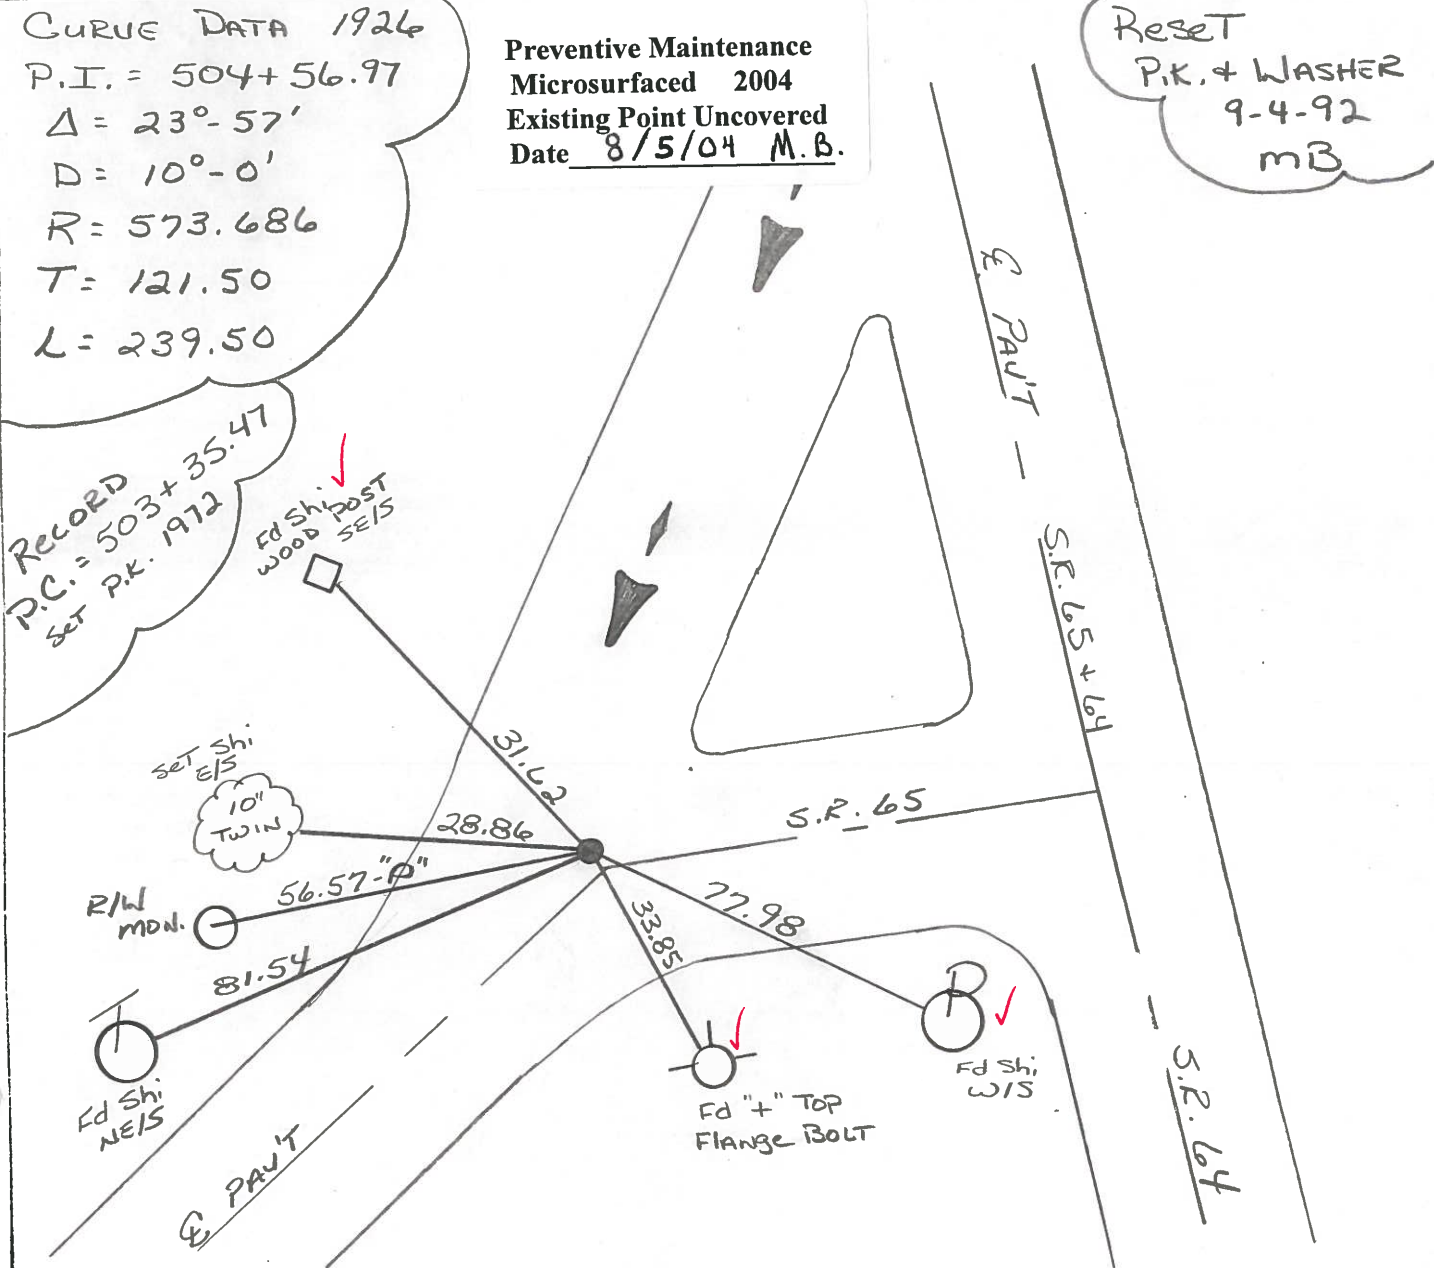 CURVE DATA 1926
P.I. = 504+56.97
Δ = 23°-57'
D = 10°-0'
R = 573.686
T = 121.50
L = 239.50
Preventive Maintenance
Microsurfaced 2004
Existing Point Uncovered
Date 8/5/04 M.B.
ReseT
P.K. & WASHER
9-4-92
MB
RECORD
P.C. = 503+35.47
SeT P.K. 1972
Fd Shi
WOOD POST
SE/S
℄ PAV'T
S.R. 65 + 64
31.62
SeT Shi
E/S
10"
TWIN
28.86
S.R. 65
56.57-"P"
R/W
MON.
77.98
33.85
81.54
T
P
Fd Shi
NE/S
Fd Shi
W/S
Fd "+" TOP
FLANGE BOLT
S.R. 64
℄ PAV'T